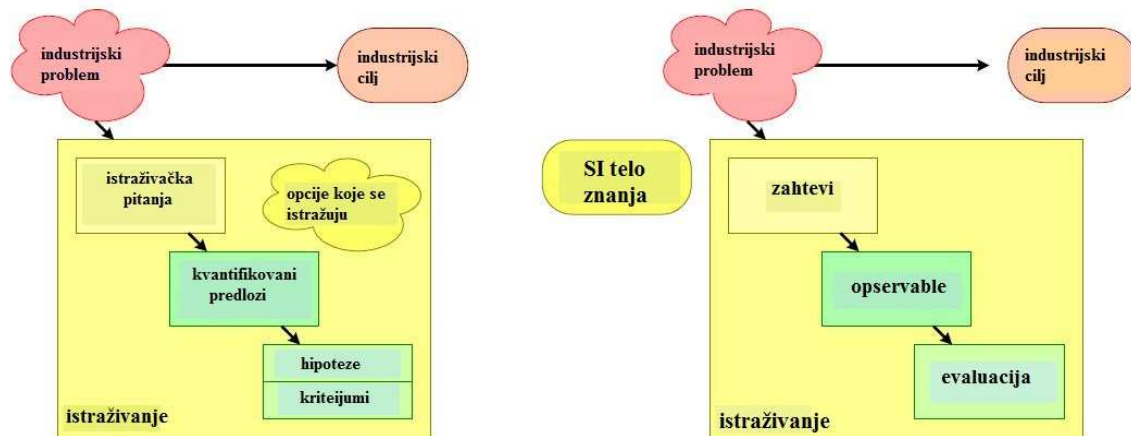 industrijski
problem
industrijski
cilj
istraživačka
pitanja
opcije koje se
istražuju
kvantifikovani
predlozi
hipoteze
kriteijumi
istraživanje
SI telo
znanja
industrijski
problem
industrijski
cilj
zahtevi
opservable
evaluacija
istraživanje